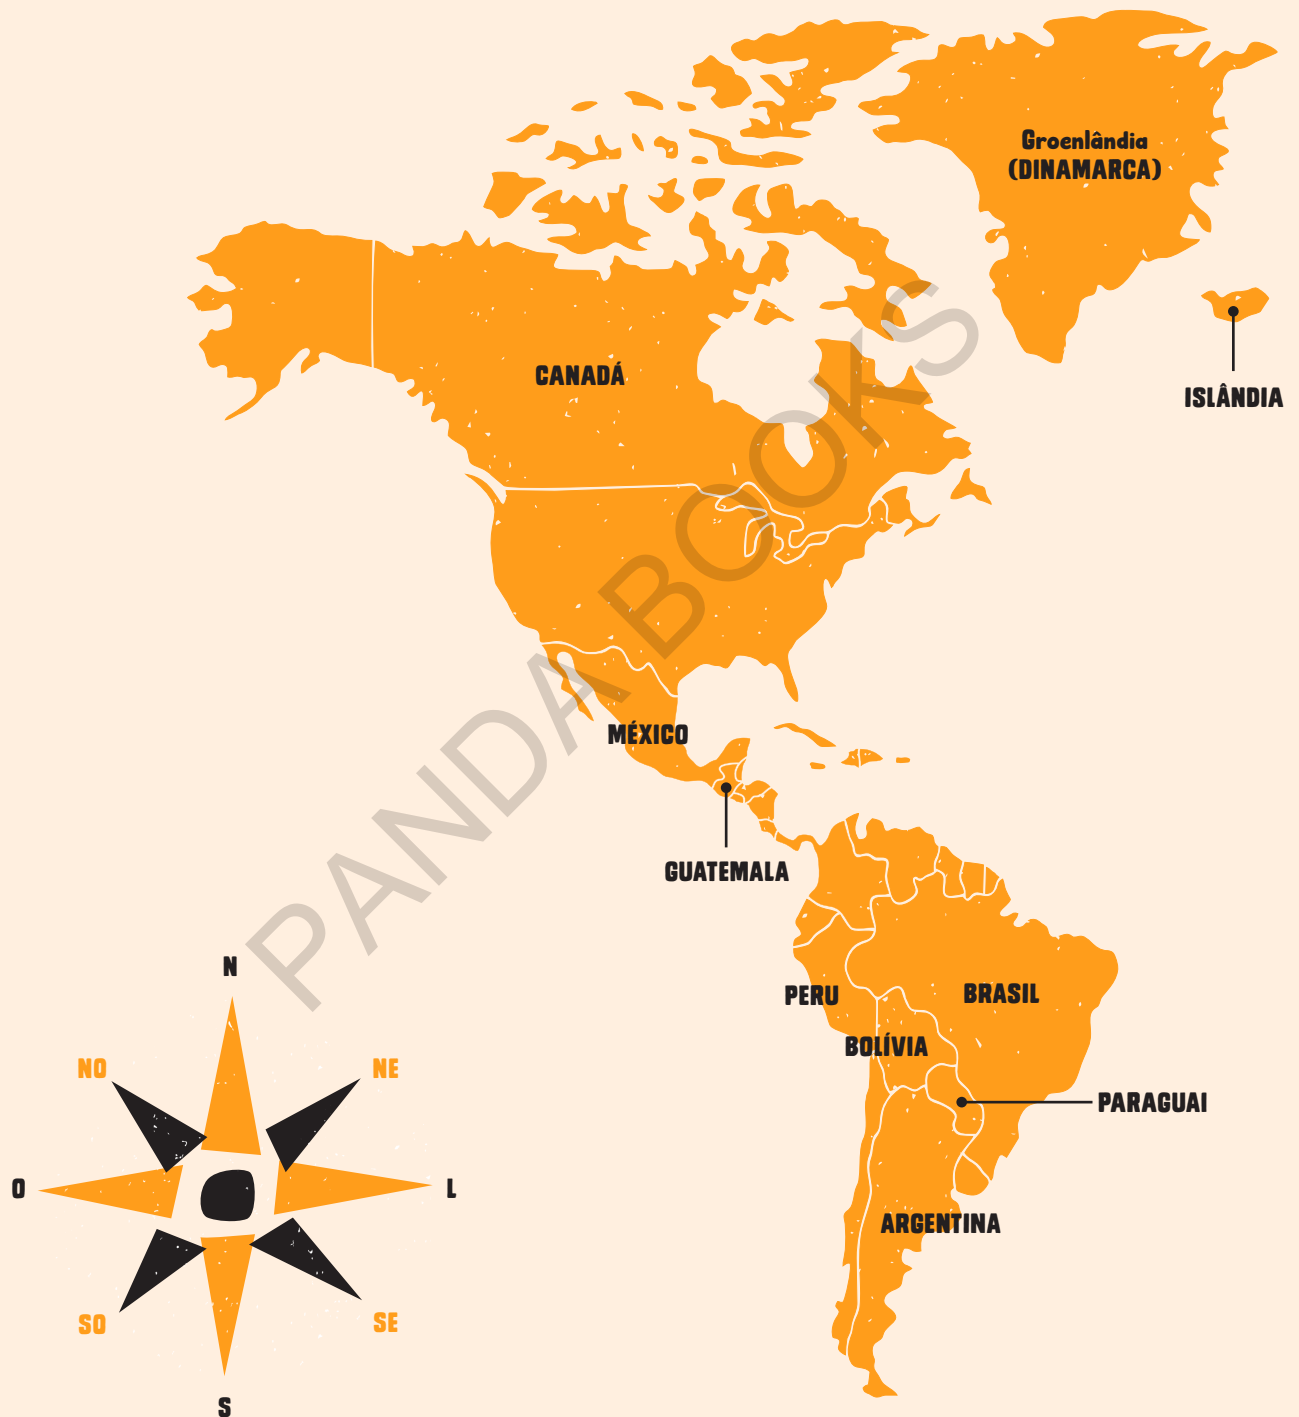 Groenlândia
(DINAMARCA)
CANADÁ
ISLÂNDIA
MÉXICO
GUATEMALA
PERU
BRASIL
BOLÍVIA
PARAGUAI
ARGENTINA
N
NO
NE
O
L
SO
SE
S
PANDA BOOKS